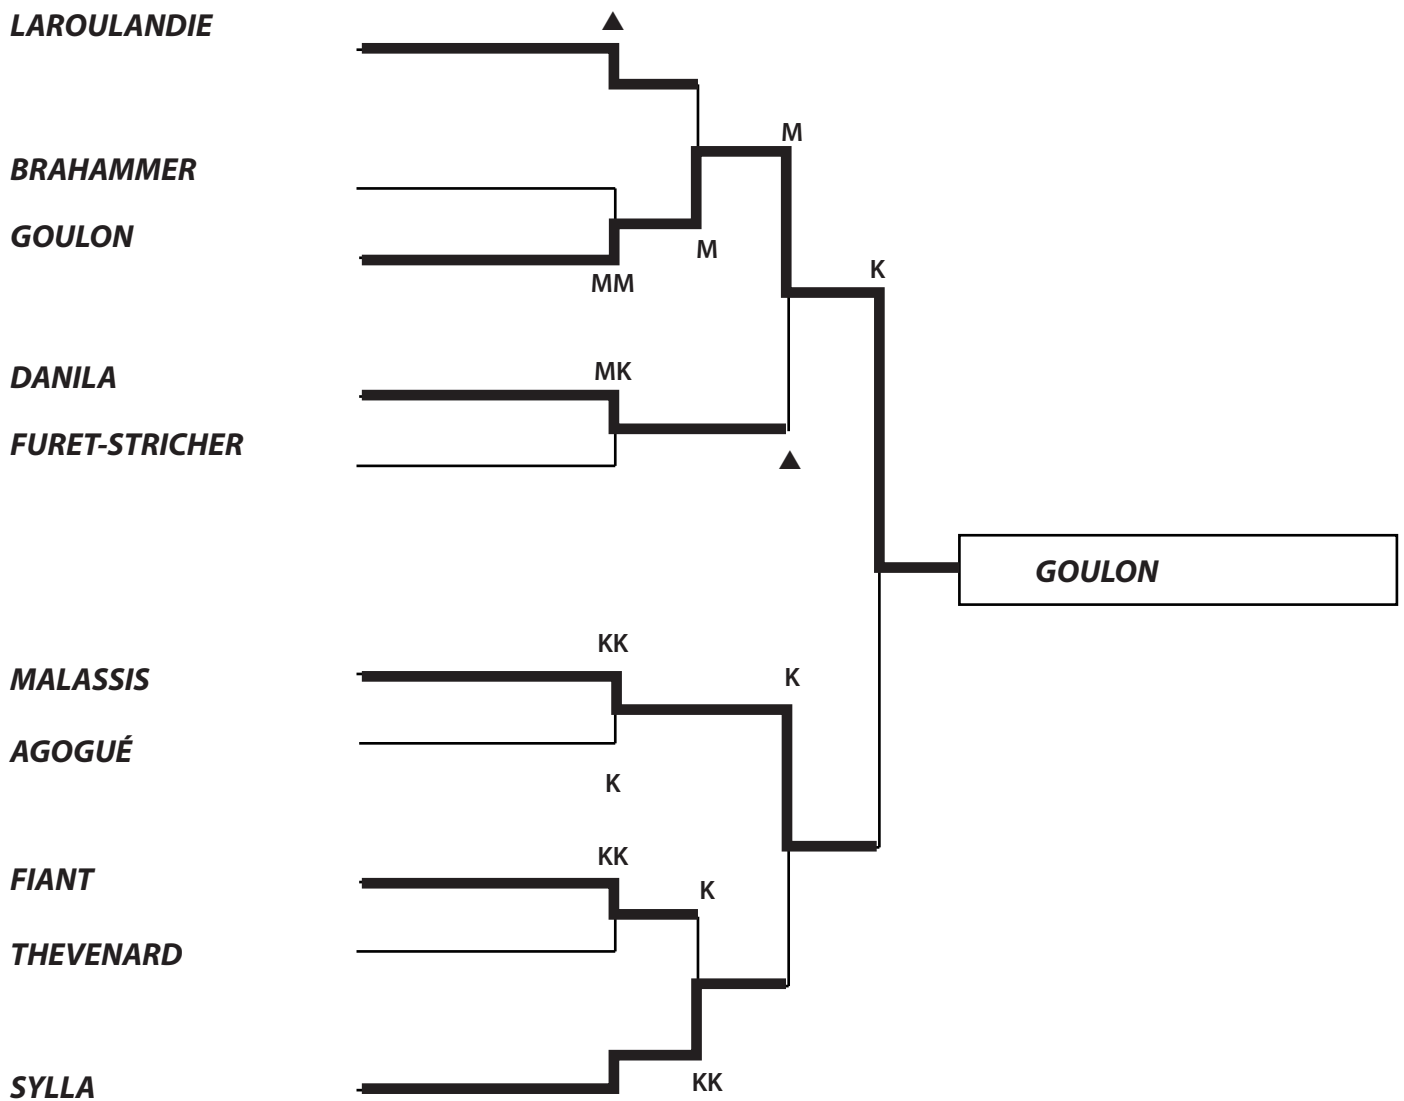 LAROULANDIE
▲
M
BRAHAMMER
GOULON
M
K
MM
DANILA
MK
FURET-STRICHER
▲
GOULON
KK
MALASSIS
K
AGOGUÉ
K
KK
FIANT
K
THEVENARD
SYLLA
KK